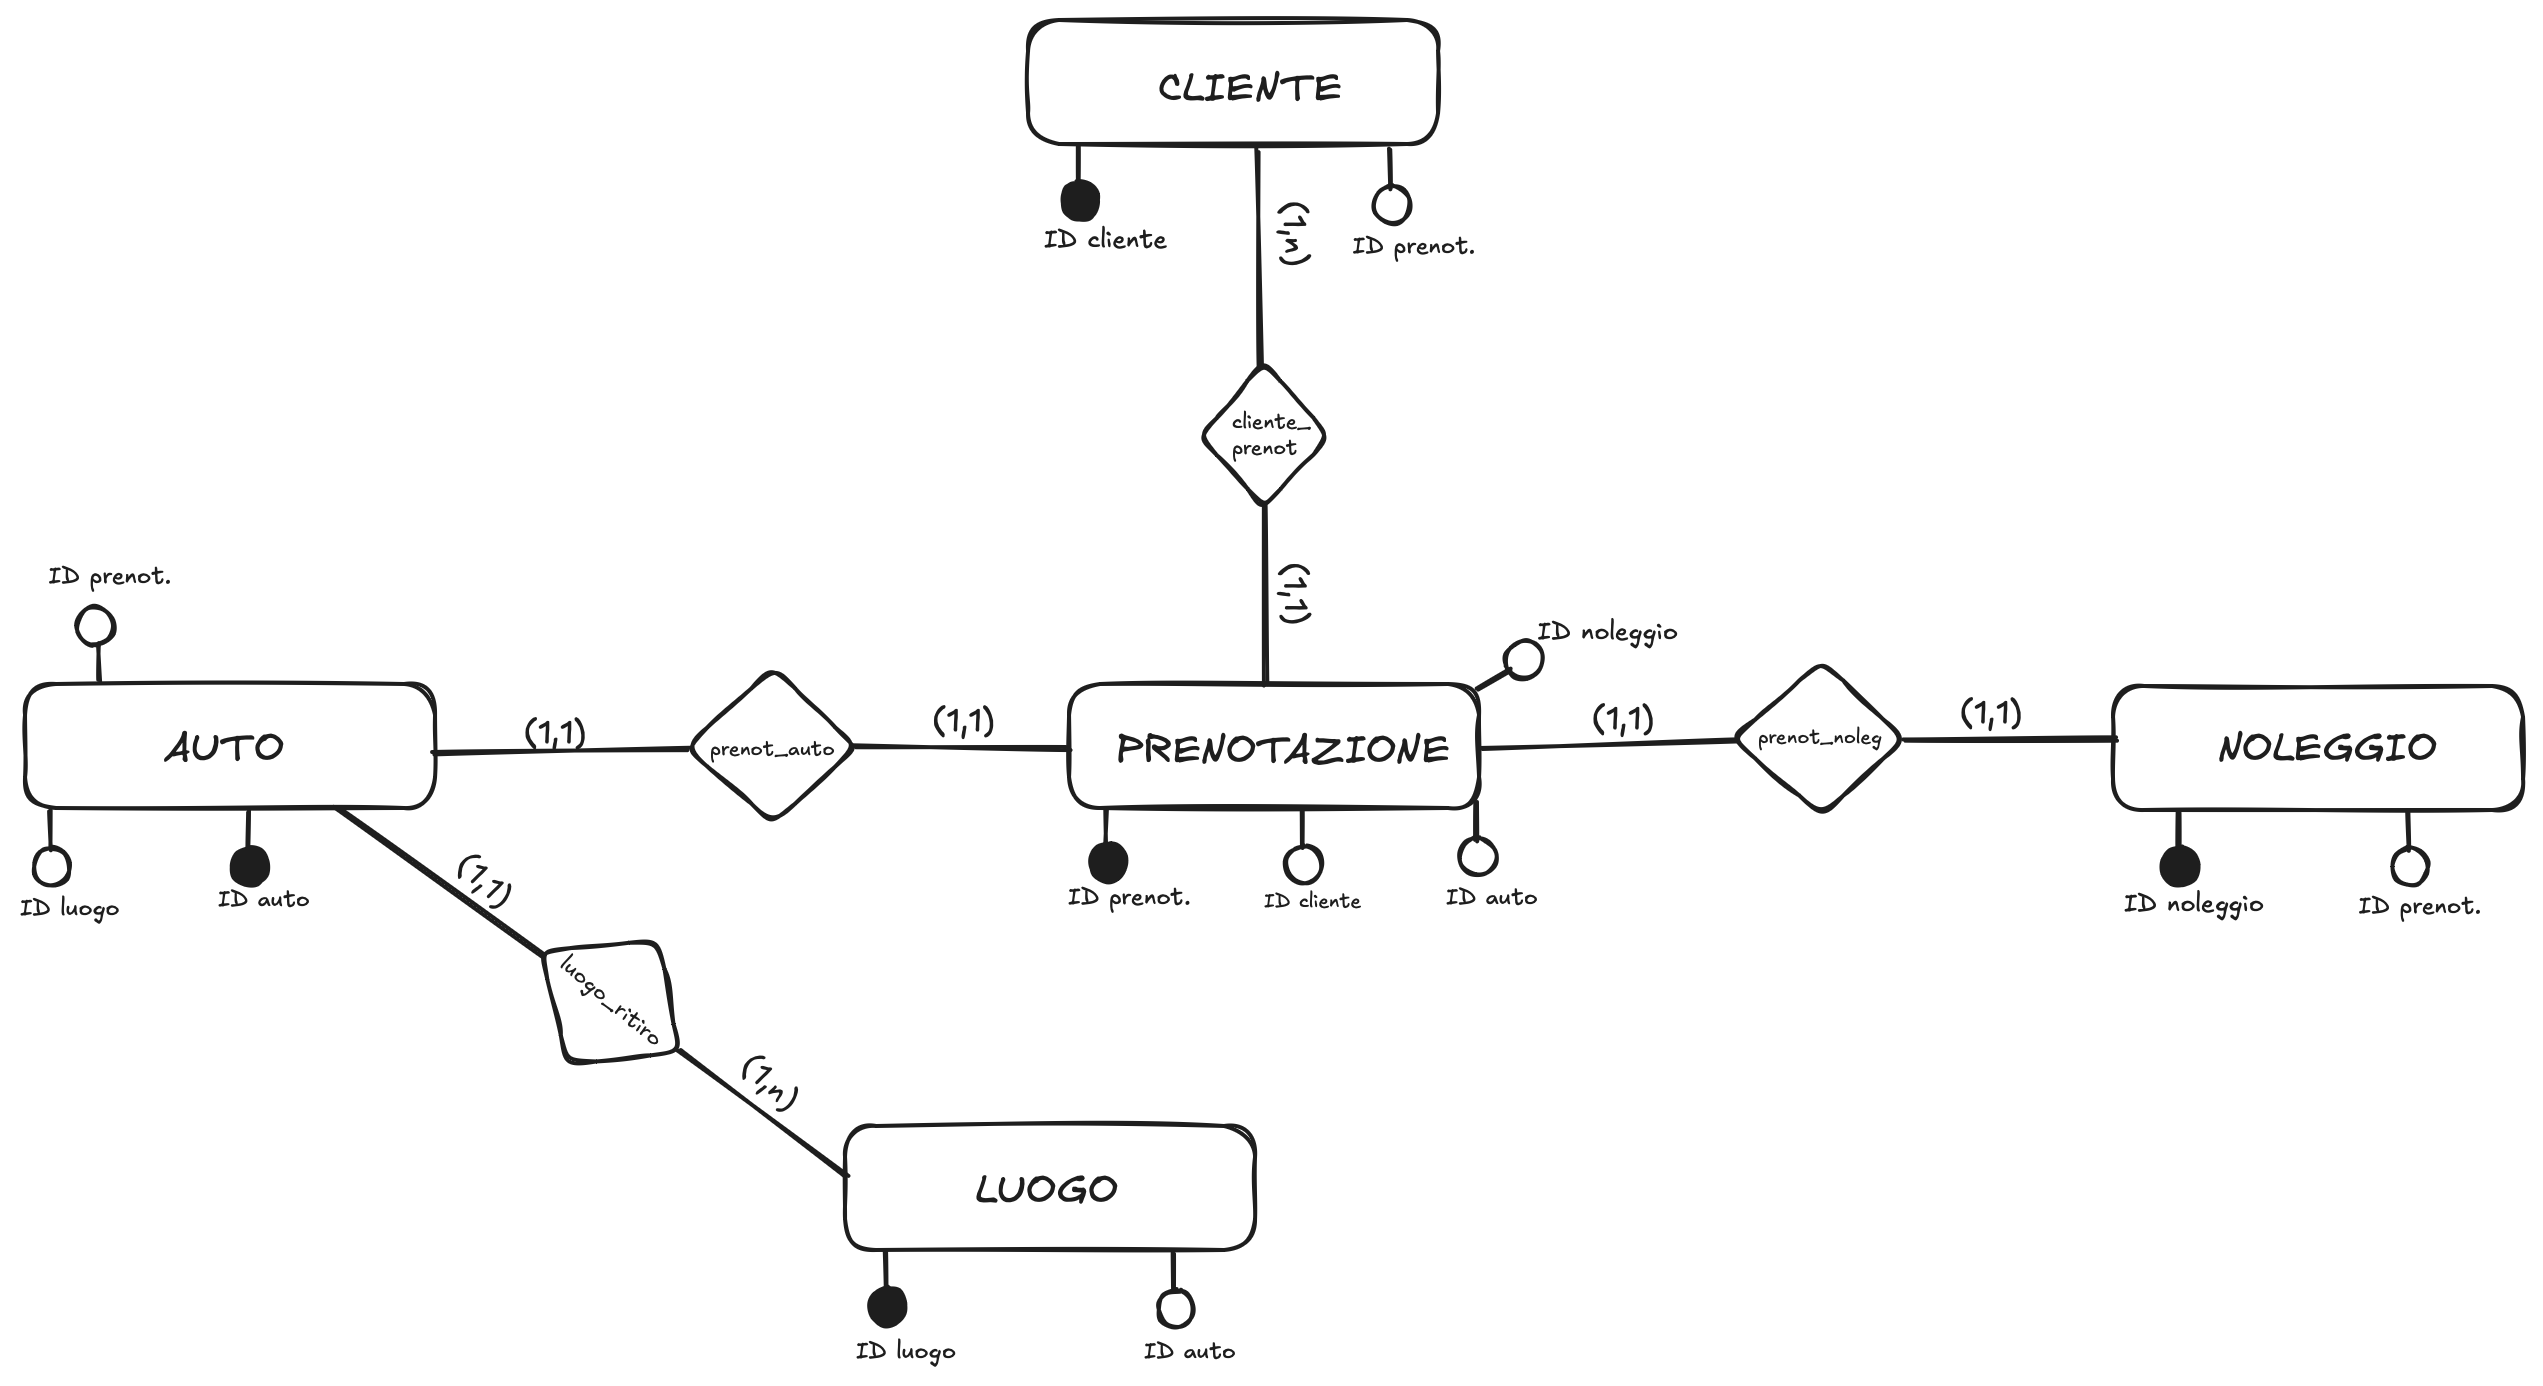 CLIENTE
ID cliente
(1,n)
ID prenot.
cliente_
prenot
(1,1)
ID prenot.
ID noleggio
AUTO
(1,1)
prenot_auto
(1,1)
PRENOTAZIONE
(1,1)
prenot_noleg
(1,1)
NOLEGGIO
ID luogo
ID auto
(1,1)
ID prenot.
ID cliente
ID auto
ID noleggio
ID prenot.
luogo_ritiro
(1,n)
LUOGO
ID luogo
ID auto